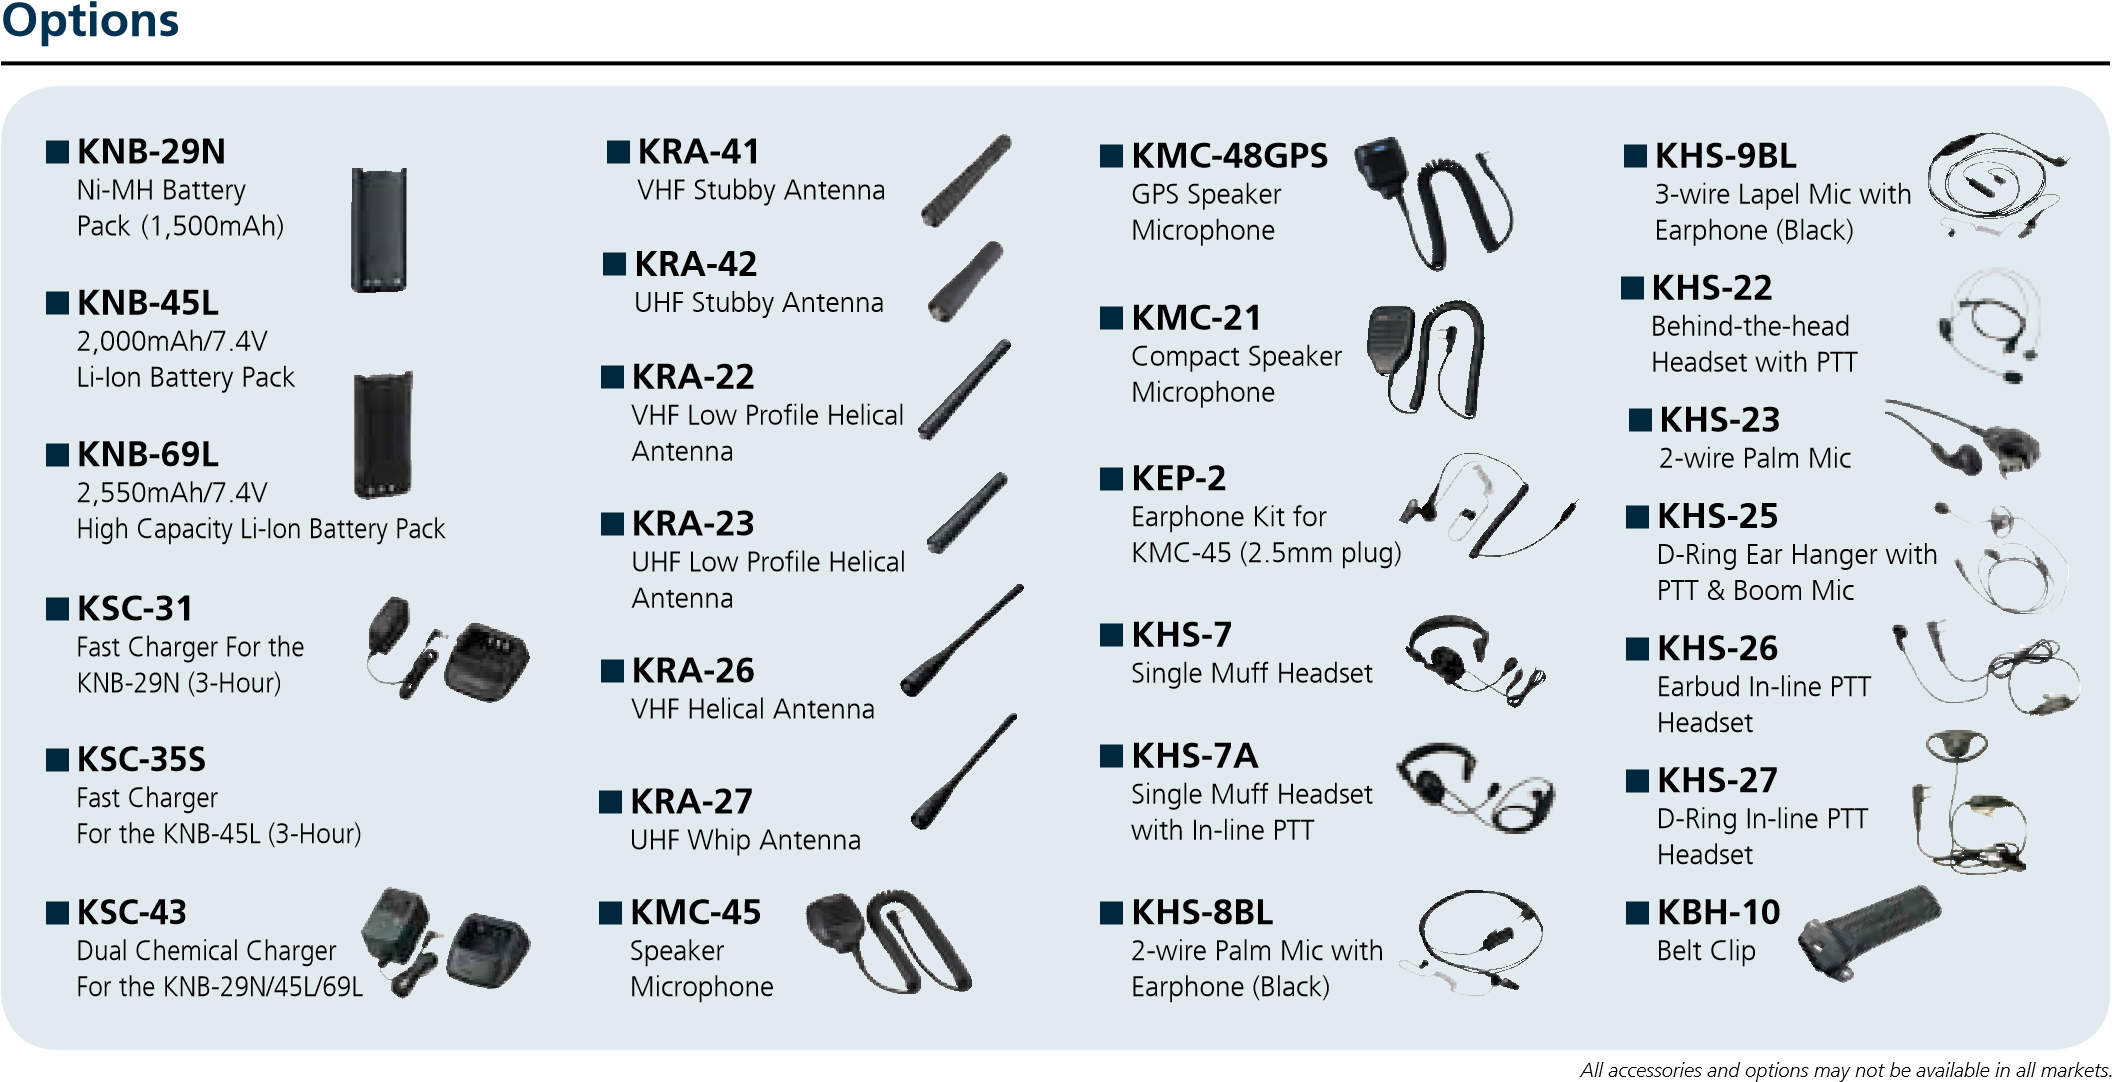 Options
KNB-29N
Ni-MH Battery
Pack (1,500mAh)
KNB-45L
2,000mAh/7.4V
Li-Ion Battery Pack
KNB-69L
2,550mAh/7.4V
High Capacity Li-Ion Battery Pack
KSC-31
Fast Charger For the
KNB-29N (3-Hour)
KSC-35S
Fast Charger
For the KNB-45L (3-Hour)
KSC-43
Dual Chemical Charger
For the KNB-29N/45L/69L
KRA-41
VHF Stubby Antenna
KRA-42
UHF Stubby Antenna
KRA-22
VHF Low Profile Helical
Antenna
KRA-23
UHF Low Profile Helical
Antenna
KRA-26
VHF Helical Antenna
KRA-27
UHF Whip Antenna
KMC-45
Speaker
Microphone
KMC-48GPS
GPS Speaker
Microphone
KMC-21
Compact Speaker
Microphone
KEP-2
Earphone Kit for
KMC-45 (2.5mm plug)
KHS-7
Single Muff Headset
KHS-7A
Single Muff Headset
with In-line PTT
KHS-8BL
2-wire Palm Mic with
Earphone (Black)
KHS-9BL
3-wire Lapel Mic with
Earphone (Black)
KHS-22
Behind-the-head
Headset with PTT
KHS-23
2-wire Palm Mic
KHS-25
D-Ring Ear Hanger with
PTT & Boom Mic
KHS-26
Earbud In-line PTT
Headset
KHS-27
D-Ring In-line PTT
Headset
KBH-10
Belt Clip
All accessories and options may not be available in all markets.